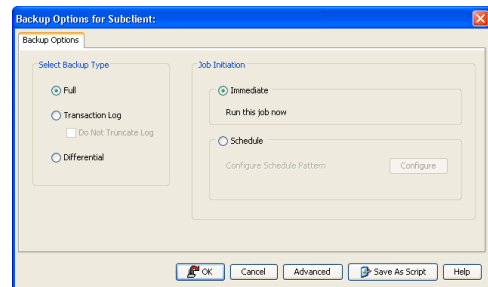 Backup Options for Subclient:
Backup Options
Select Backup Type
Full
Transaction Log
Do Not Truncate Log
Differential
Job Initiation
Immediate
Run this job now
Schedule
Configure Schedule Pattern
Configure
OK
Cancel
Advanced
Save As Script
Help